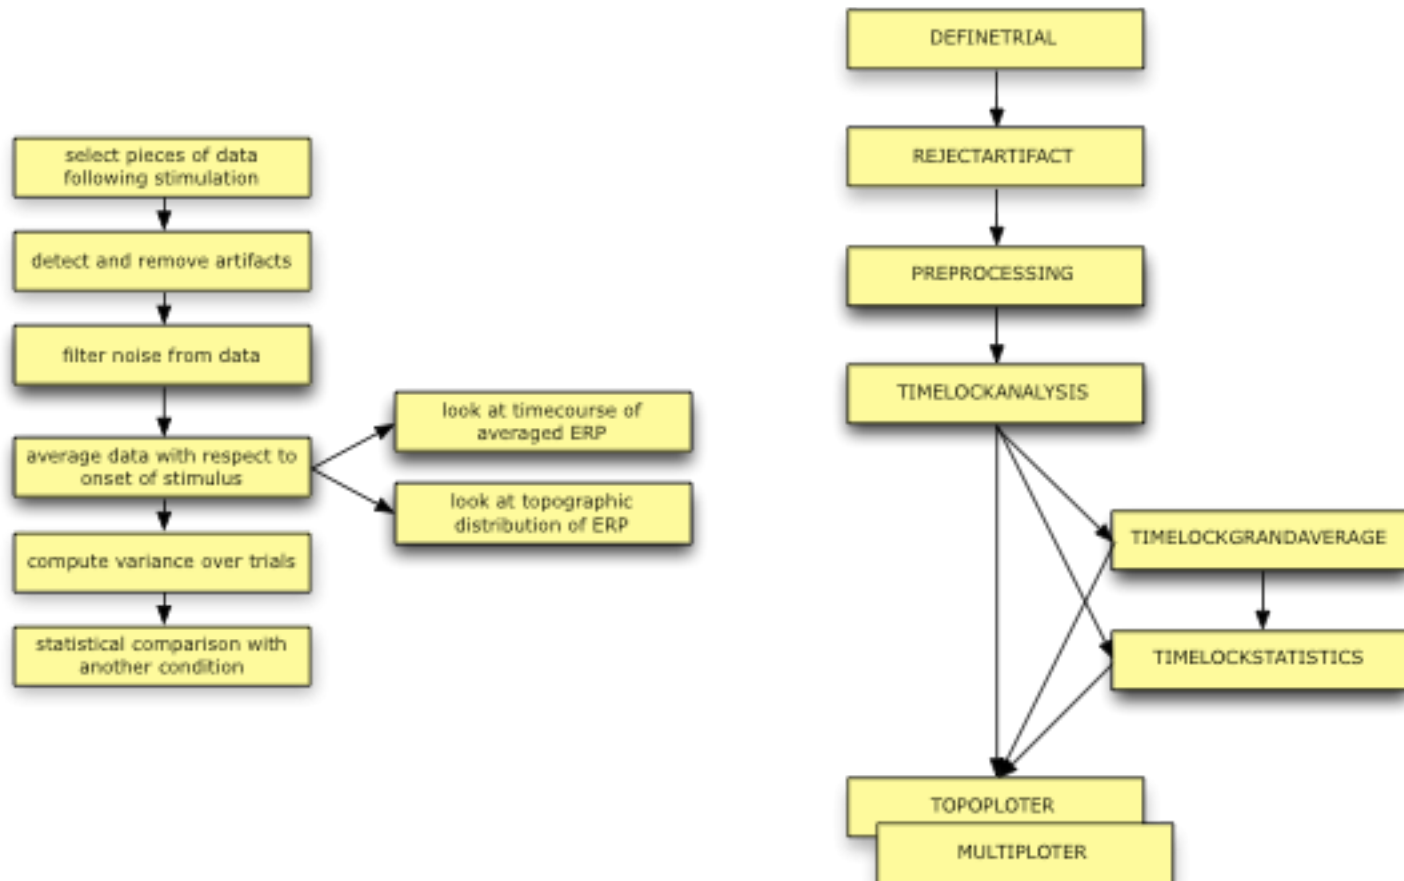 select pieces of data
following stimulation
detect and remove artifacts
filter noise from data
average data with respect to
onset of stimulus
compute variance over trials
statistical comparison with
another condition
look at timecourse of
averaged ERP
look at topographic
distribution of ERP
DEFINETRIAL
REJECTARTIFACT
PREPROCESSING
TIMELOCKANALYSIS
TIMELOCKGRANDAVERAGE
TIMELOCKSTATISTICS
TOPOPLOTER
MULTIPLOTER